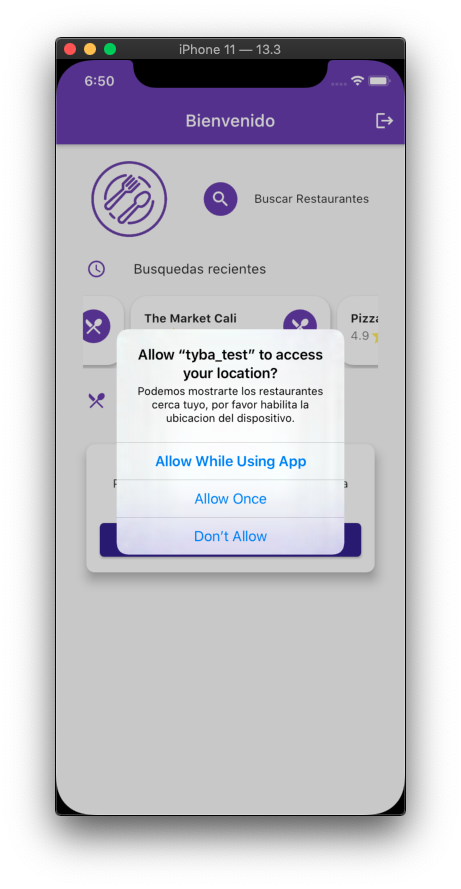 iPhone 11 — 13.3
6:50
Bienvenido
Buscar Restaurantes
Busquedas recientes
The Market Cali
Pizza
4.9
Allow “tyba_test” to access
your location?
Podemos mostrarte los restaurantes
cerca tuyo, por favor habilita la
ubicacion del dispositivo.
Allow While Using App
Allow Once
Don’t Allow